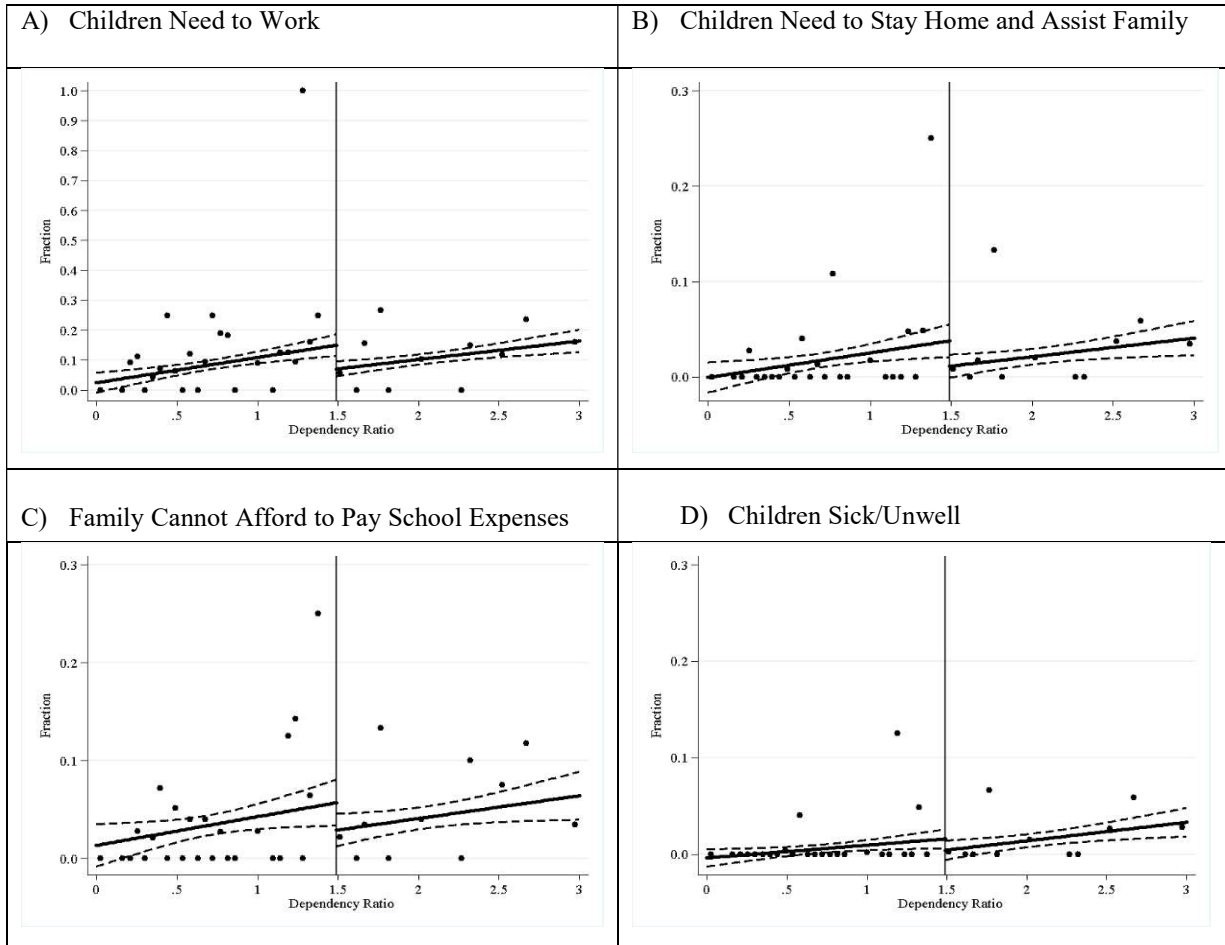 A) Children Need to Work
B) Children Need to Stay Home and Assist Family
1.0
0.9
0.8
0.7
0.6
0.5
0.4
0.3
0.2
0.1
0.0
Fraction
0 .5 1 1.5 2 2.5 3
Dependency Ratio
0.3
0.2
0.1
0.0
Fraction
0 .5 1 1.5 2 2.5 3
Dependency Ratio
C) Family Cannot Afford to Pay School Expenses
D) Children Sick/Unwell
0.3
0.2
0.1
0.0
Fraction
0 .5 1 1.5 2 2.5 3
Dependency Ratio
0.3
0.2
0.1
0.0
Fraction
0 .5 1 1.5 2 2.5 3
Dependency Ratio